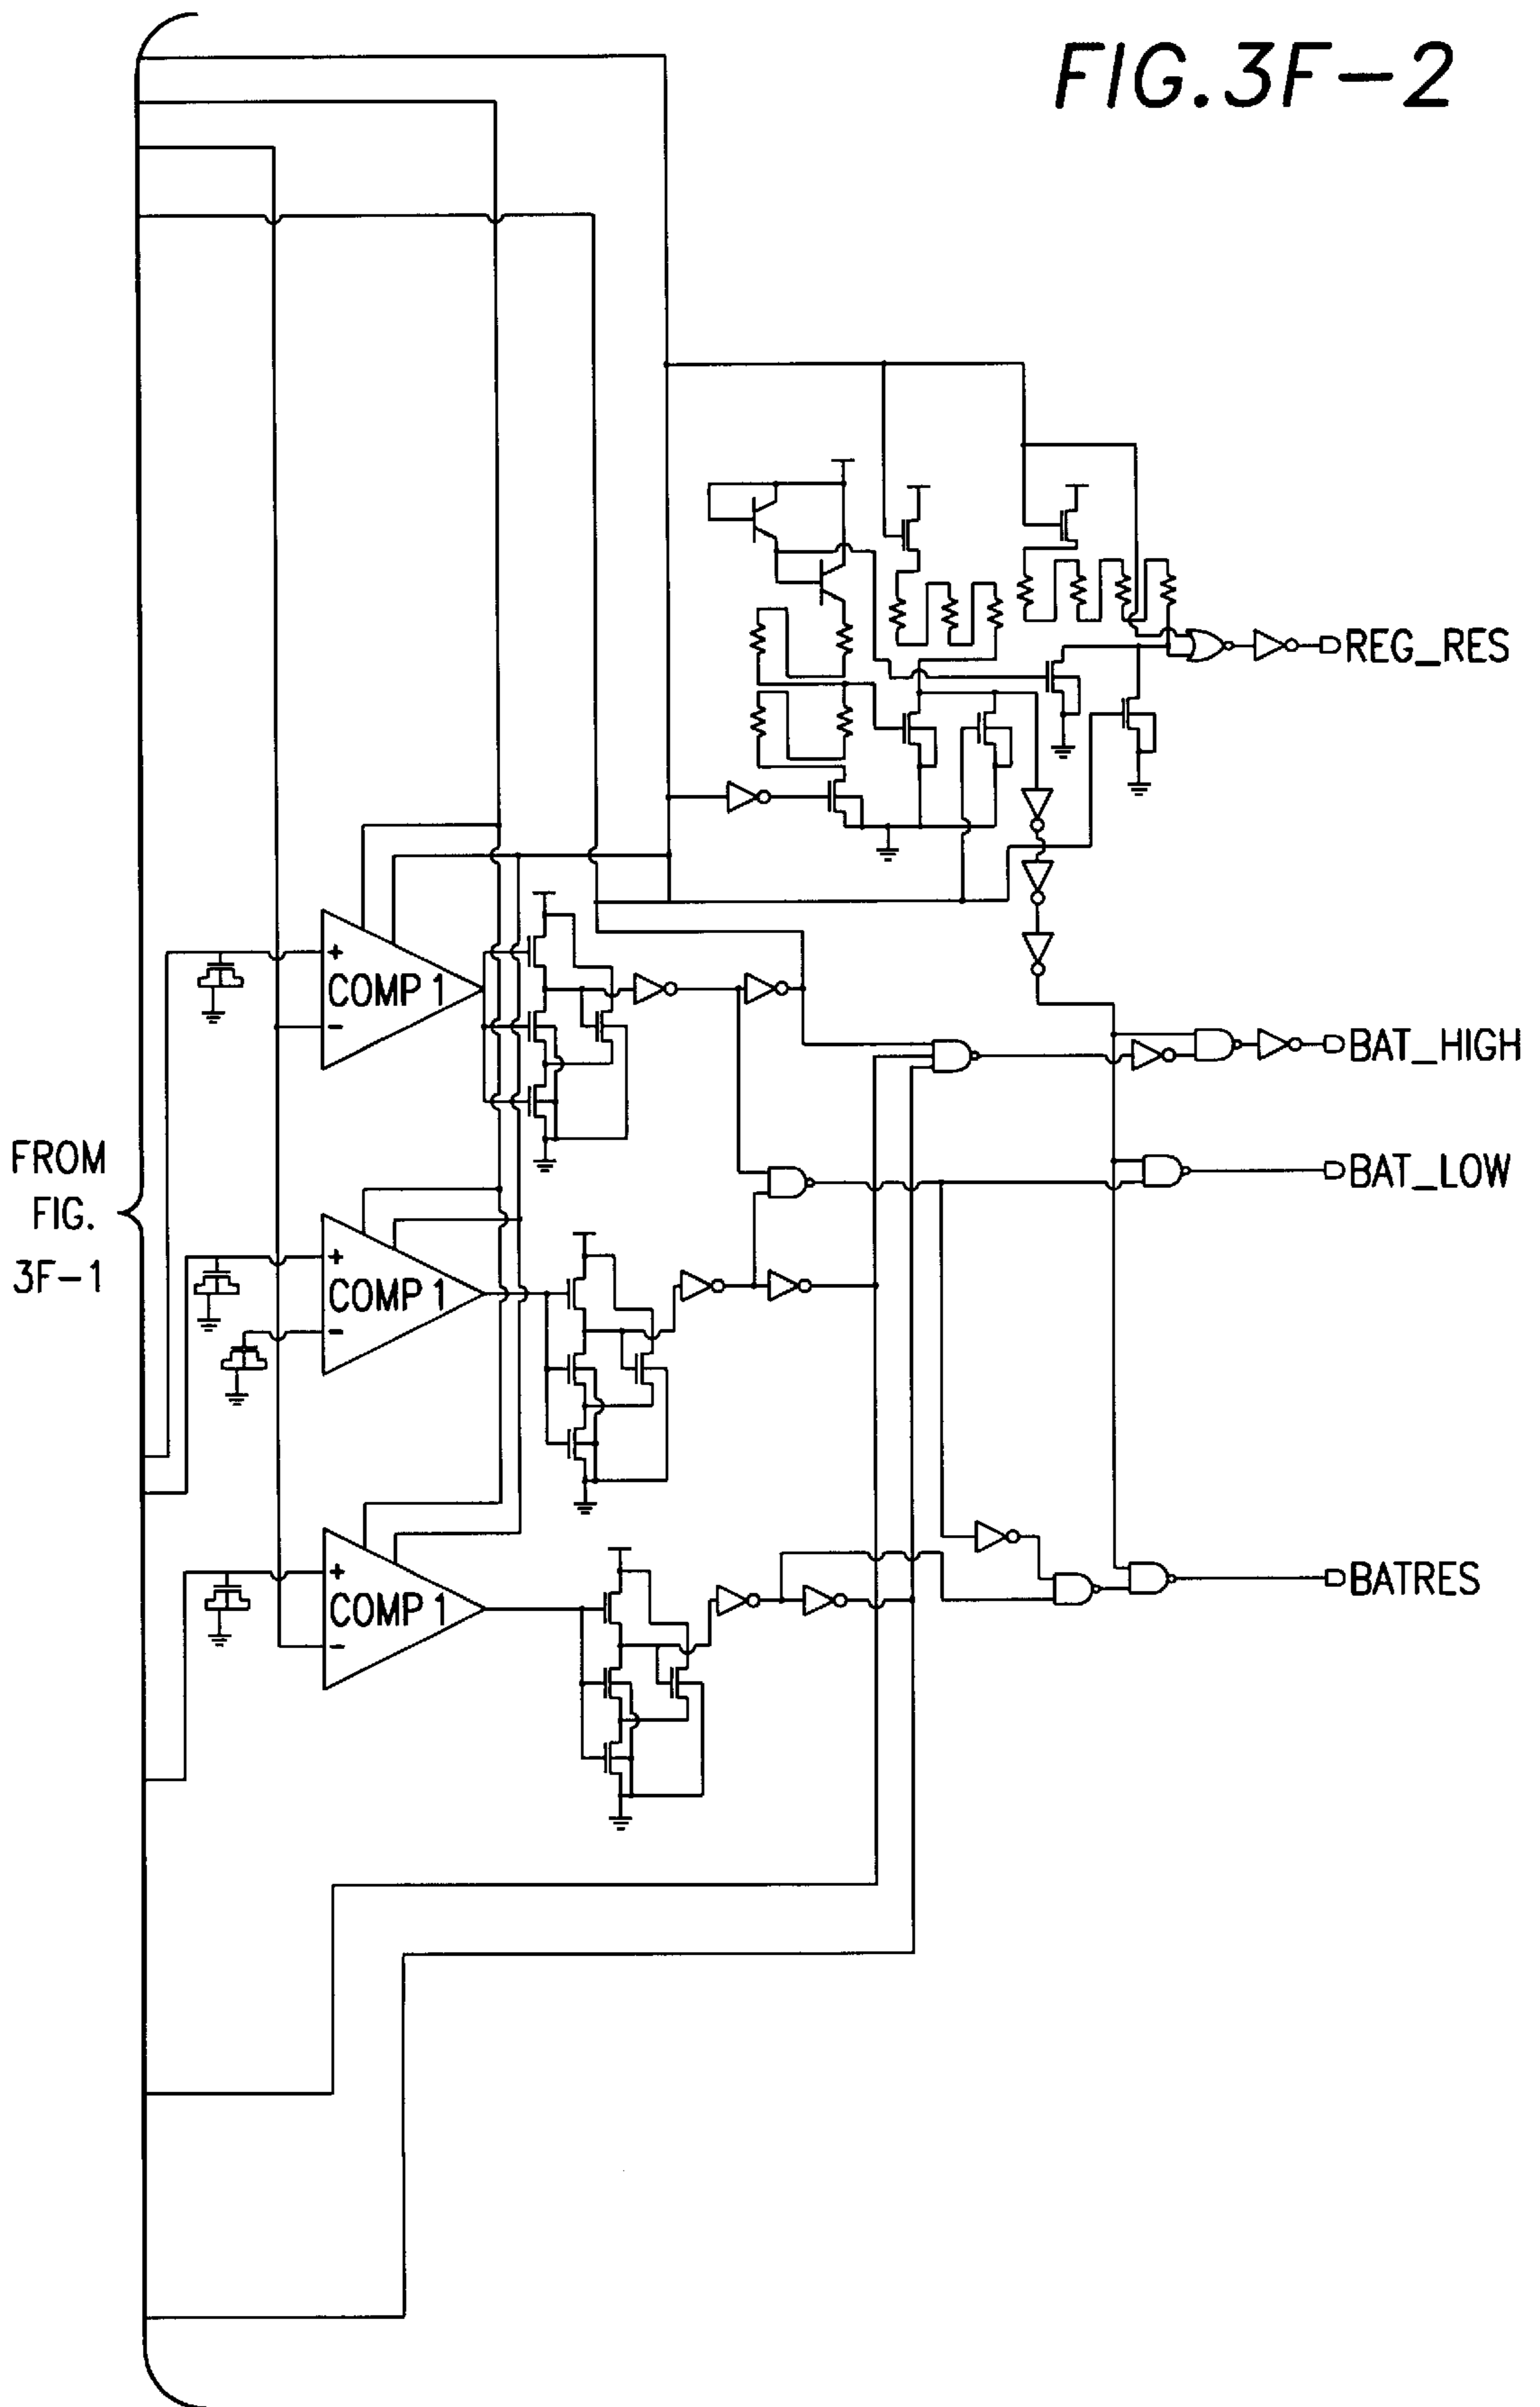 FIG.3F-2
REG_RES
COMP 1
+
-
BAT_HIGH
BAT_LOW
FROM
FIG.
3F-1
COMP 1
+
-
BATRES
COMP 1
+
-